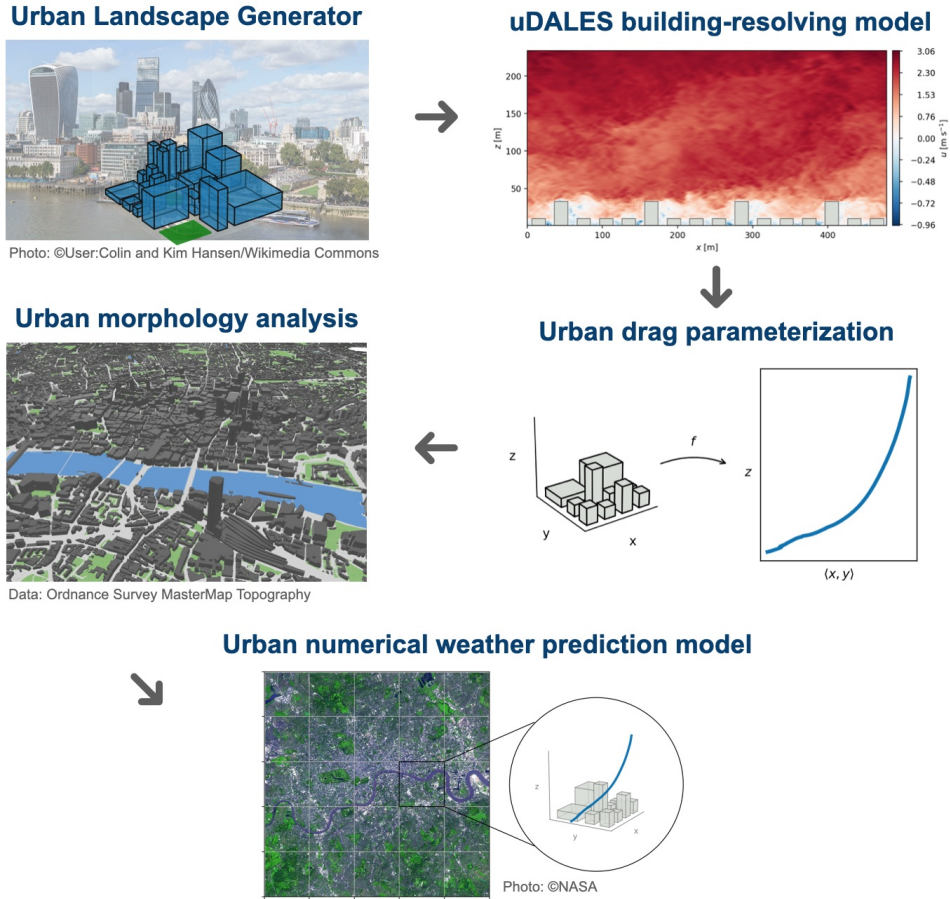 Urban Landscape Generator
Photo: ©User:Colin and Kim Hansen/Wikimedia Commons
uDALES building-resolving model
z [m]
200
150
100
50
0
100
200
300
400
x [m]
3.06
2.30
1.53
0.76
0.00
−0.24
−0.48
−0.72
−0.96
u [m s⁻¹]
Urban drag parameterization
z
y
x
f
z
⟨x, y⟩
Urban morphology analysis
Data: Ordnance Survey MasterMap Topography
Urban numerical weather prediction model
z
y
x
Photo: ©NASA